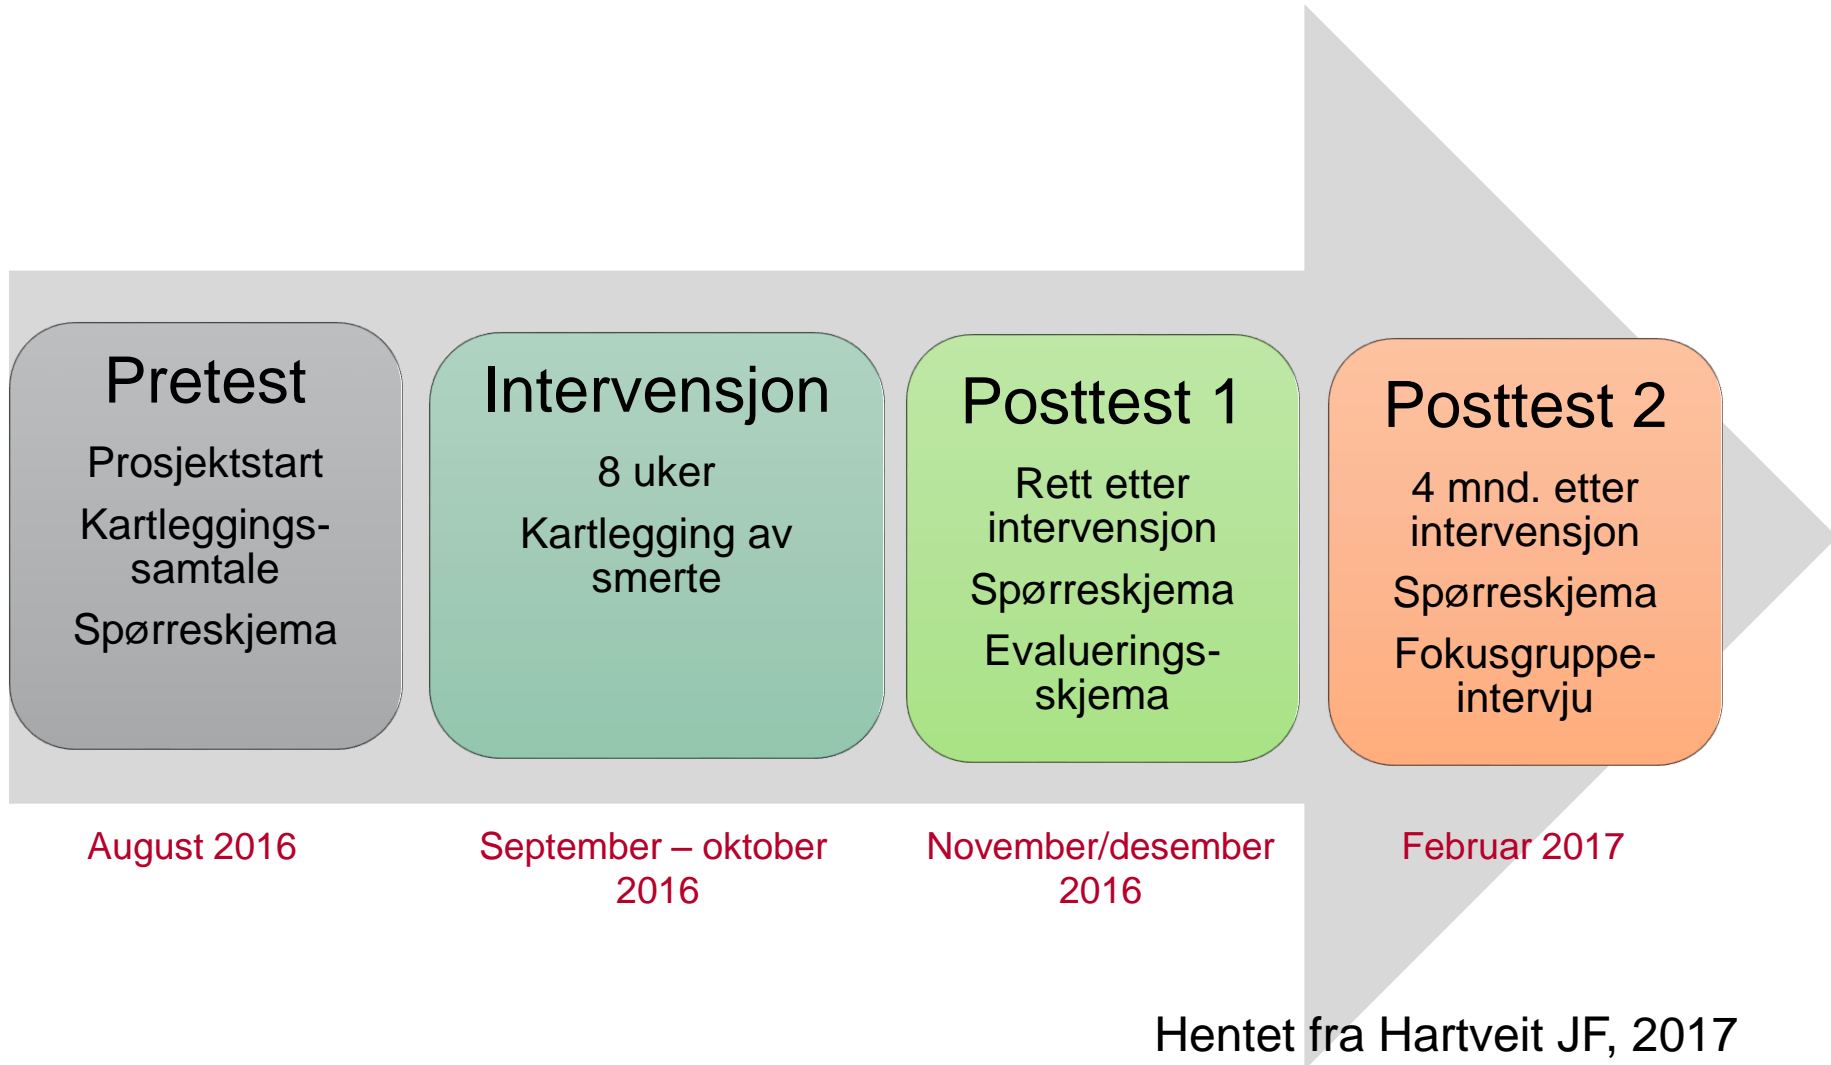 Pretest
Prosjektstart
Kartleggings-
samtale
Spørreskjema
Intervensjon
8 uker
Kartlegging av
smerte
Posttest 1
Rett etter
intervensjon
Spørreskjema
Evaluerings-
skjema
Posttest 2
4 mnd. etter
intervensjon
Spørreskjema
Fokusgruppe-
intervju
August 2016
September – oktober
2016
November/desember
2016
Februar 2017
Hentet fra Hartveit JF, 2017